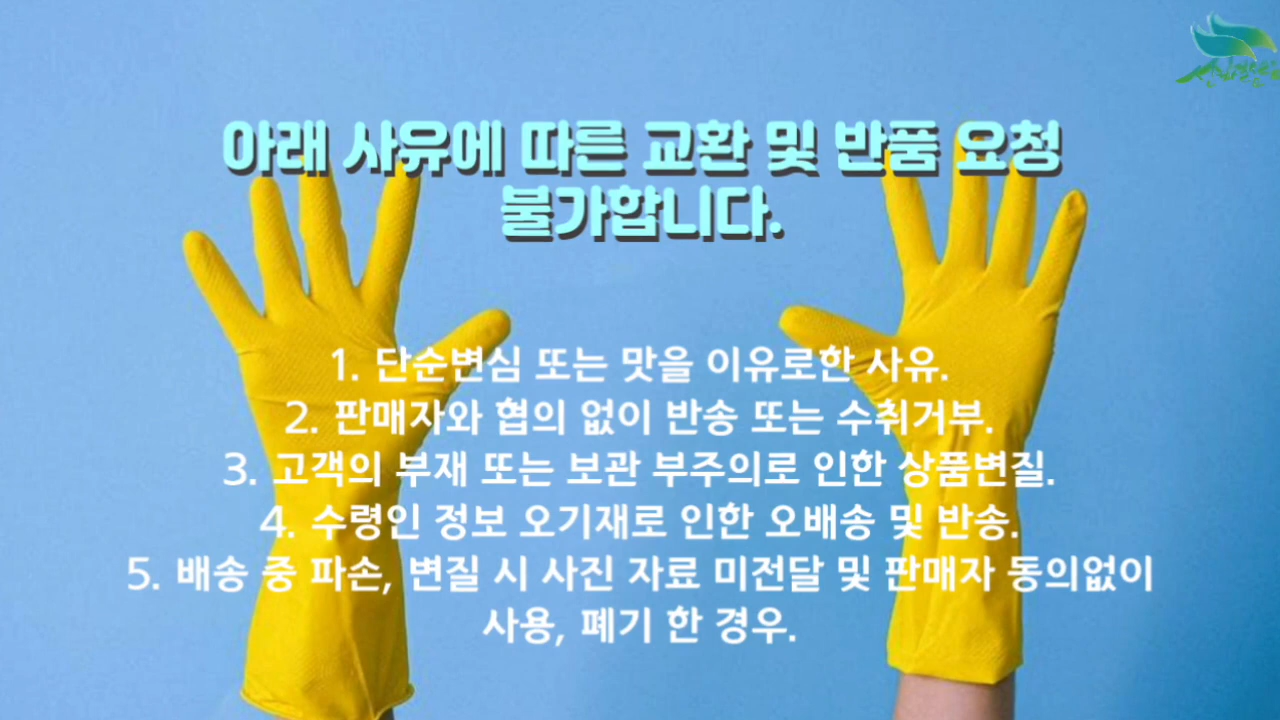 아래 사유에 따른 교환 및 반품 요청
불가합니다.
1. 단순변심 또는 맛을 이유로한 사유.
2. 판매자와 협의 없이 반송 또는 수취거부.
3. 고객의 부재 또는 보관 부주의로 인한 상품변질.
4. 수령인 정보 오기재로 인한 오배송 및 반송.
5. 배송 중 파손, 변질 시 사진 자료 미전달 및 판매자 동의없이
사용, 폐기 한 경우.